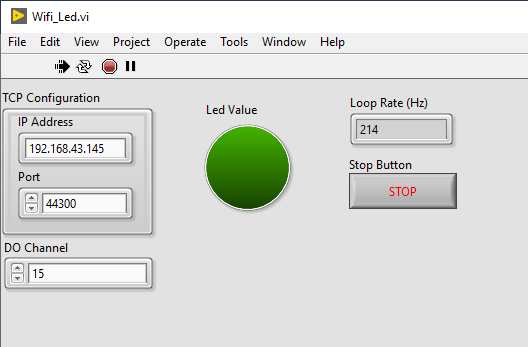 Wifi_Led.vi
File Edit View Project Operate Tools Window Help
TCP Configuration
IP Address
192.168.43.145
Port
44300
DO Channel
15
Led Value
Loop Rate (Hz)
214
Stop Button
STOP